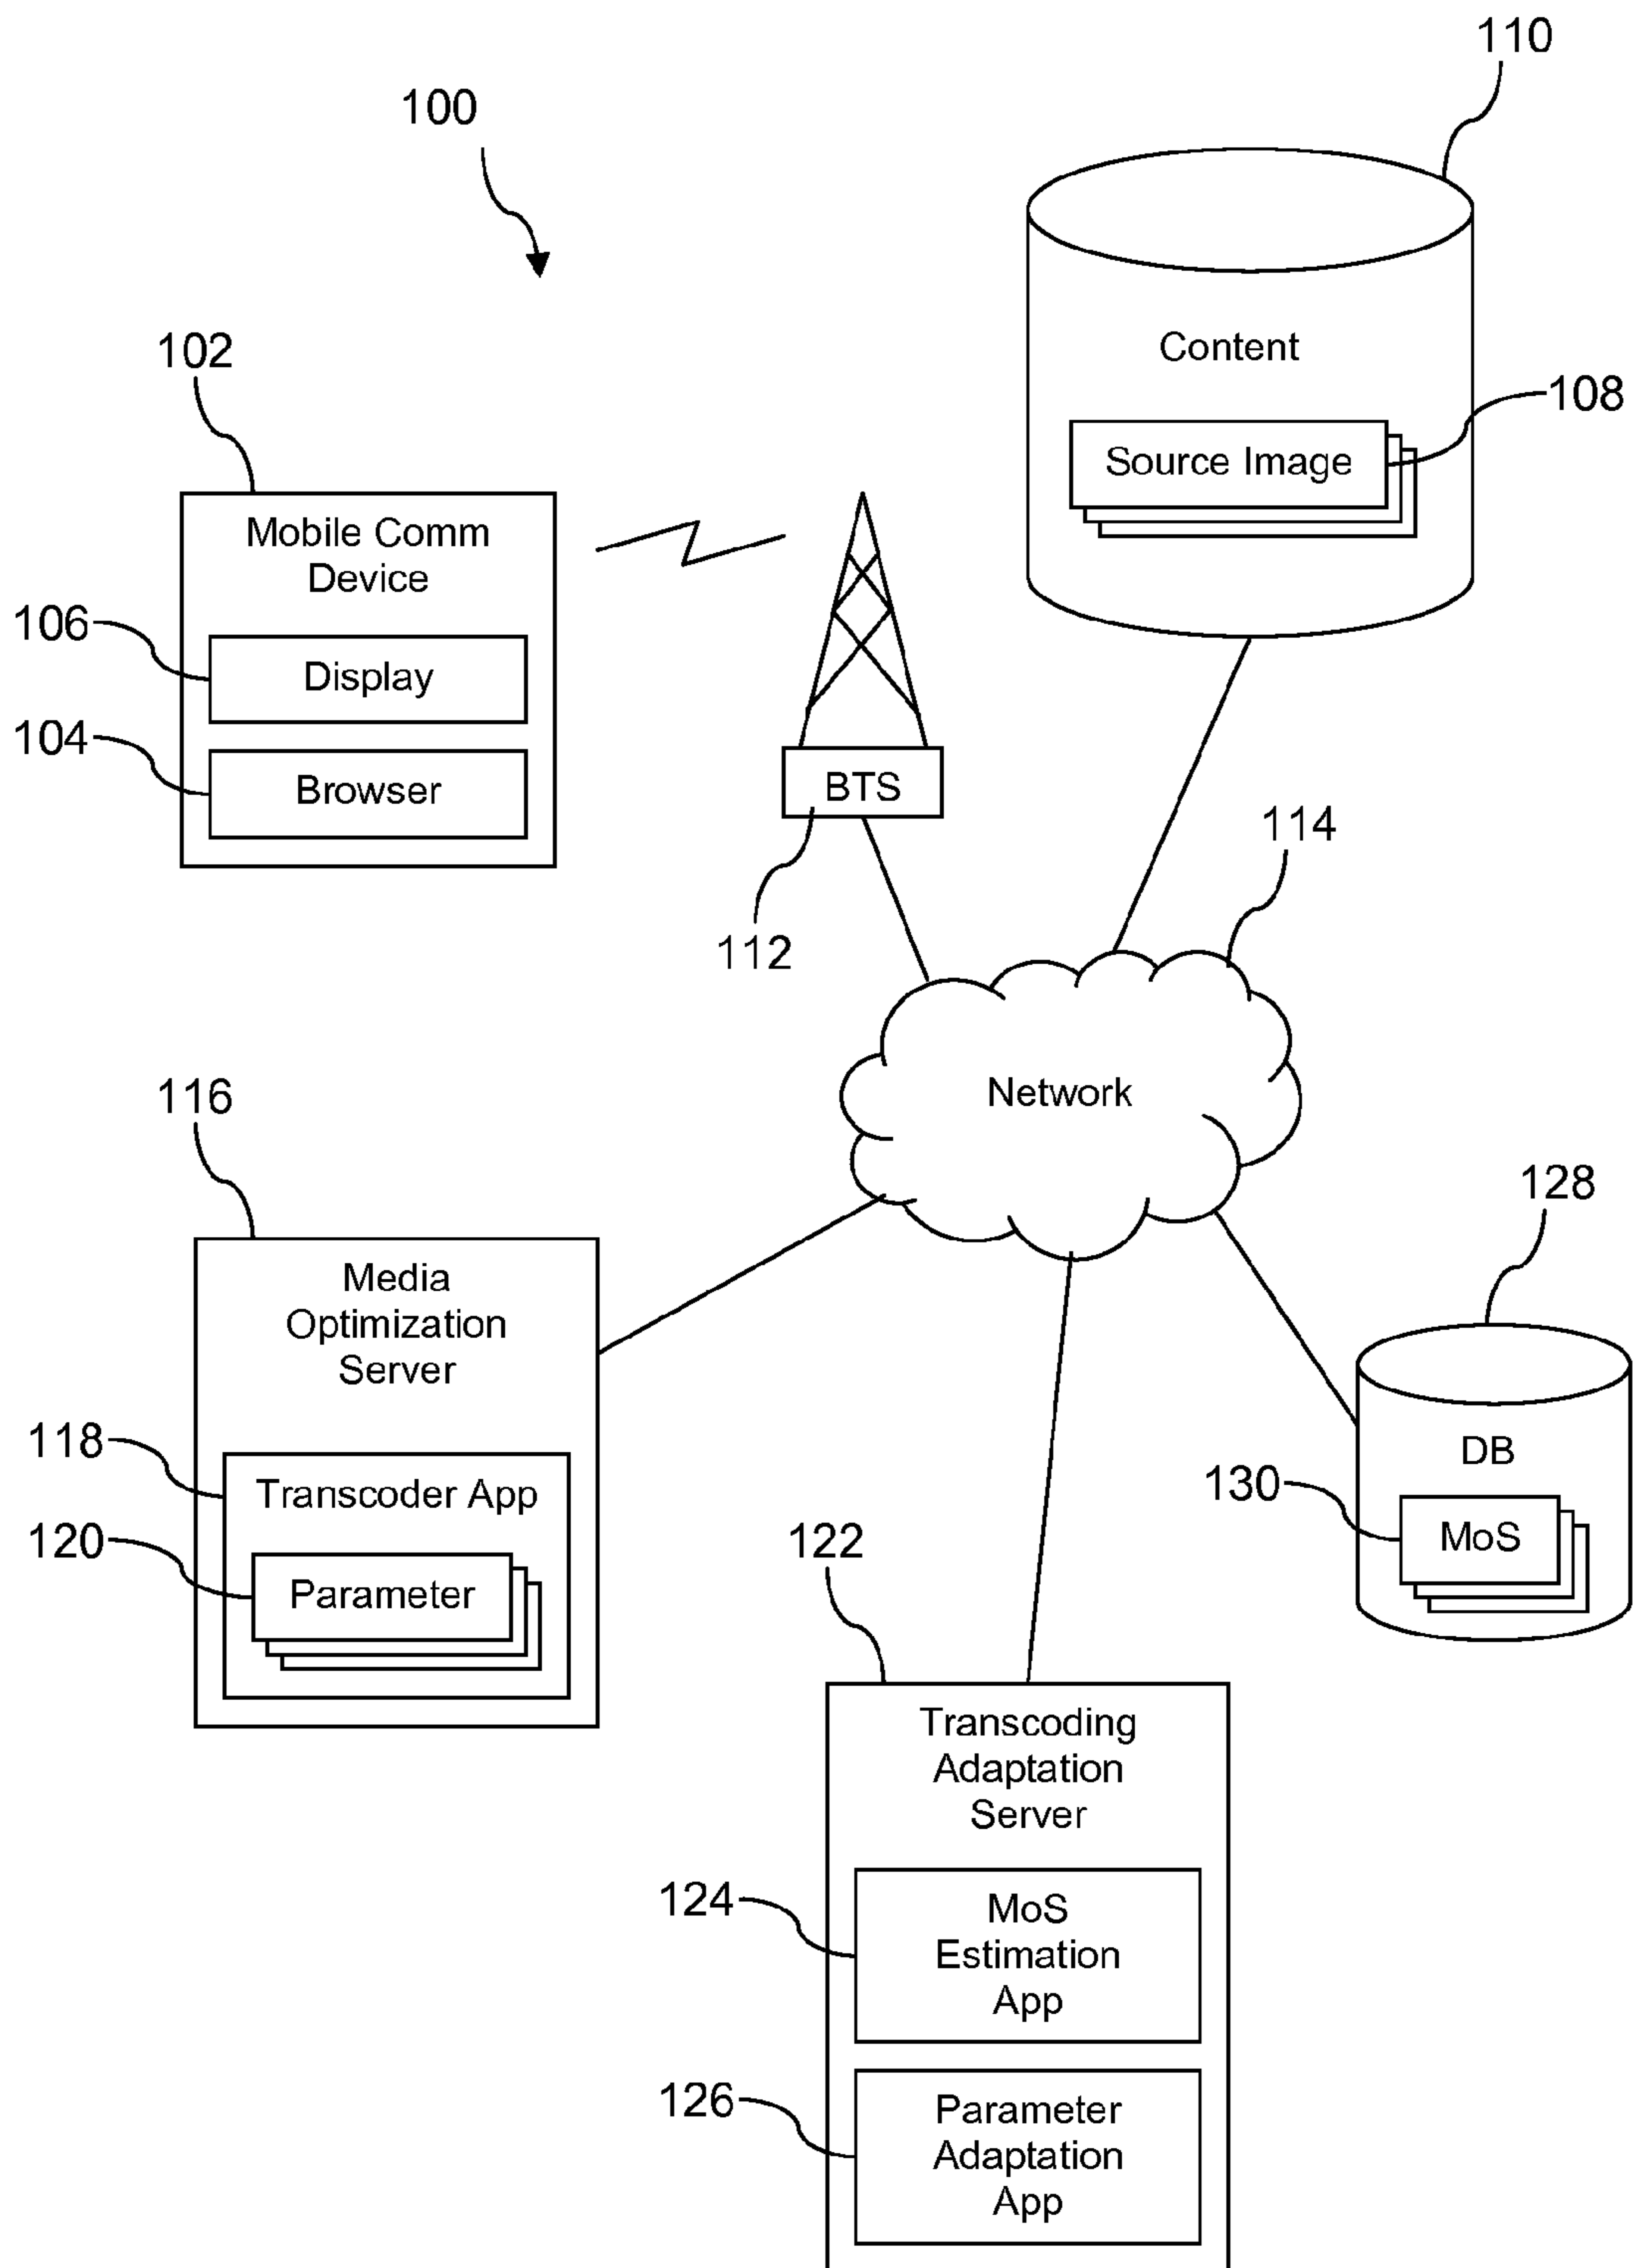 110
100
Content
108
Source Image
102
Mobile Comm
Device
106
Display
104
Browser
BTS
112
114
Network
116
Media
Optimization
Server
118
Transcoder App
120
Parameter
128
DB
130
MoS
122
Transcoding
Adaptation
Server
124
MoS
Estimation
App
126
Parameter
Adaptation
App